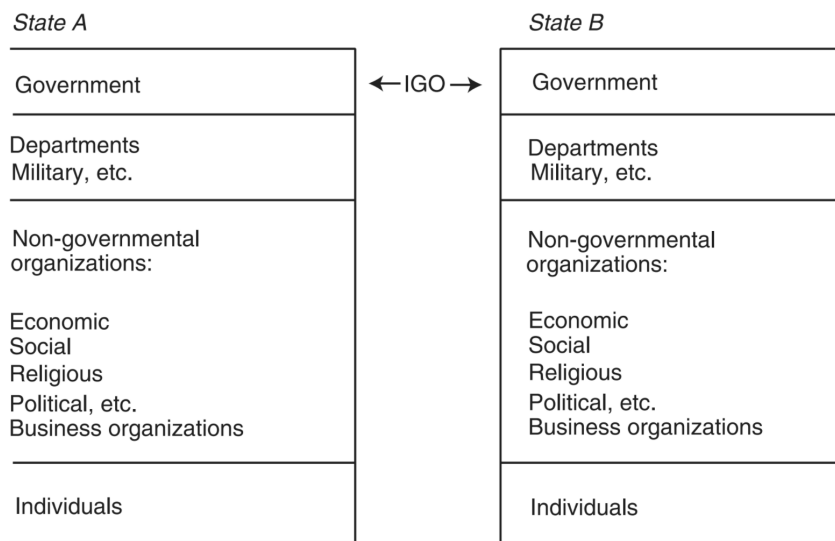 State A
Government
Departments
Military, etc.
Non-governmental
organizations:
Economic
Social
Religious
Political, etc.
Business organizations
Individuals
IGO
State B
Government
Departments
Military, etc.
Non-governmental
organizations:
Economic
Social
Religious
Political, etc.
Business organizations
Individuals